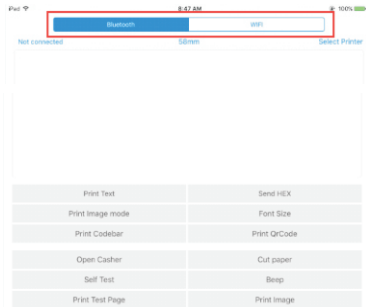 iPad 8:47 AM 100%
Bluetooth WIFI
Not connected 58mm Select Printer
Print Text Send HEX
Print Image mode Font Size
Print Codebar Print QrCode
Open Casher Cut paper
Self Test Beep
Print Test Page Print Image